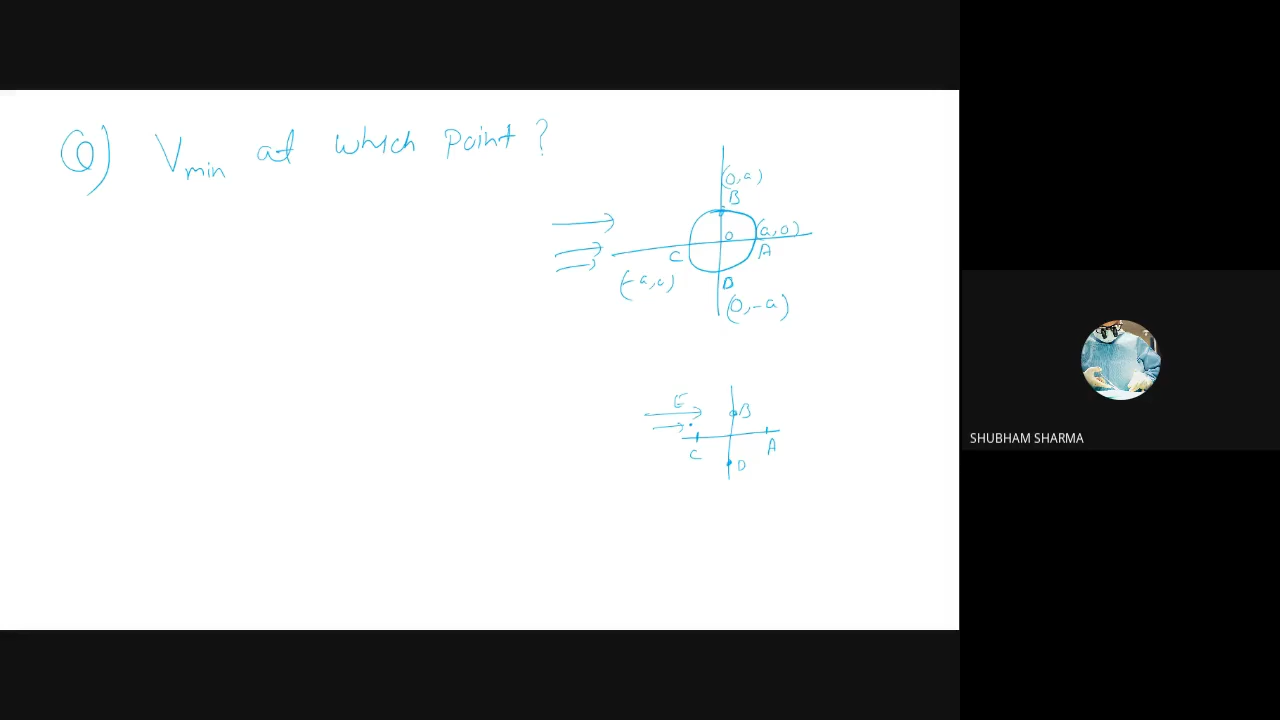 Q) Vmin at which point?
(0,a)
B
O (a,0)
C A
(-a,0)
D
(0,-a)
E
B
C A
D
SHUBHAM SHARMA